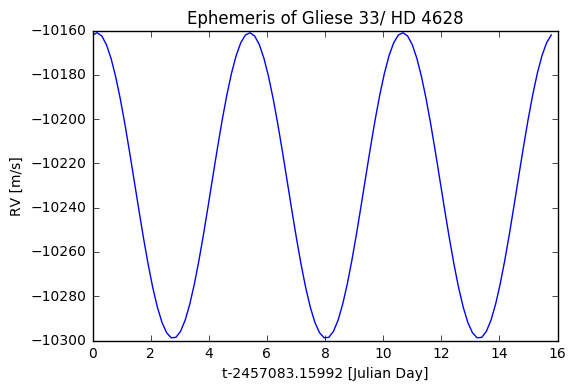 Ephemeris of Gliese 33/ HD 4628
RV [m/s]
−10160
−10180
−10200
−10220
−10240
−10260
−10280
−10300
0 2 4 6 8 10 12 14 16
t-2457083.15992 [Julian Day]